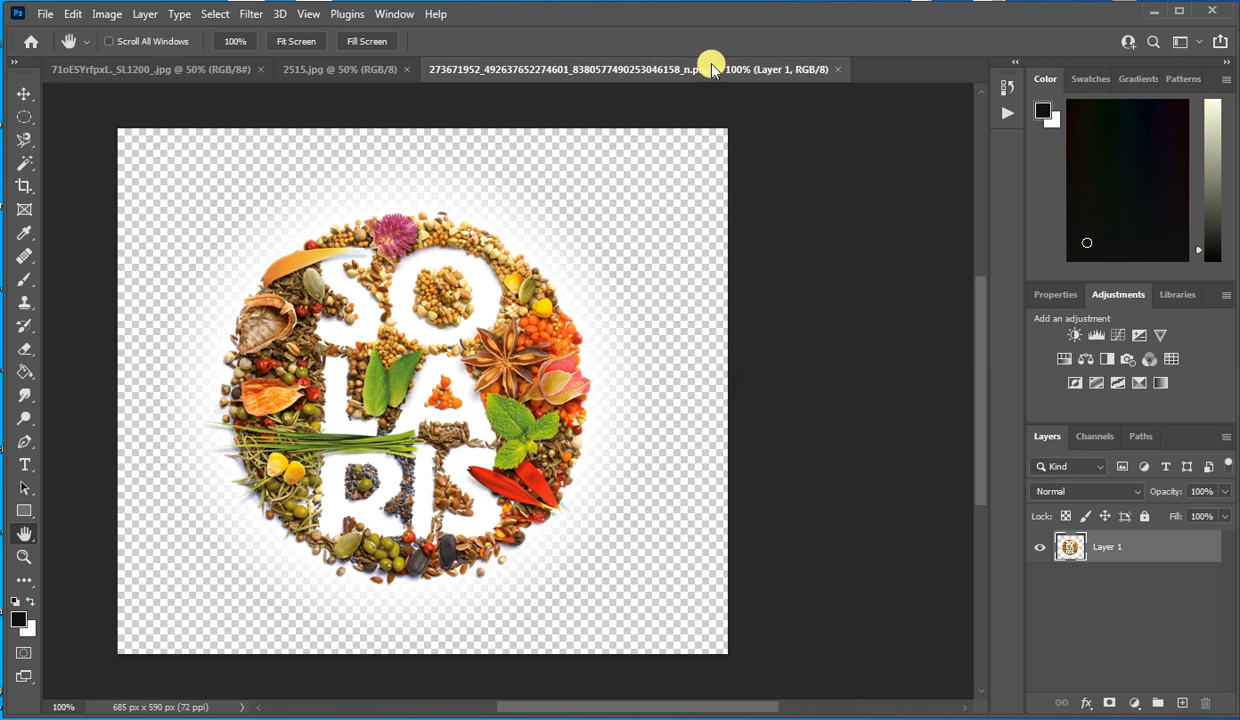 Ps File Edit Image Layer Type Select Filter 3D View Plugins Window Help
Scroll All Windows 100% Fit Screen Fill Screen
71oESYrfpxL._SL1200_.jpg @ 50% (RGB/8#) × 2515.jpg @ 50% (RGB/8) × 273671952_492637652274601_8380577490253046158_n.p 100% (Layer 1, RGB/8) ×
Color Swatches Gradients Patterns
SO
LA
RIS
Properties Adjustments Libraries
Add an adjustment
Layers Channels Paths
Kind
Normal Opacity: 100%
Lock: Fill: 100%
Layer 1
100% 685 px x 590 px (72 ppi)